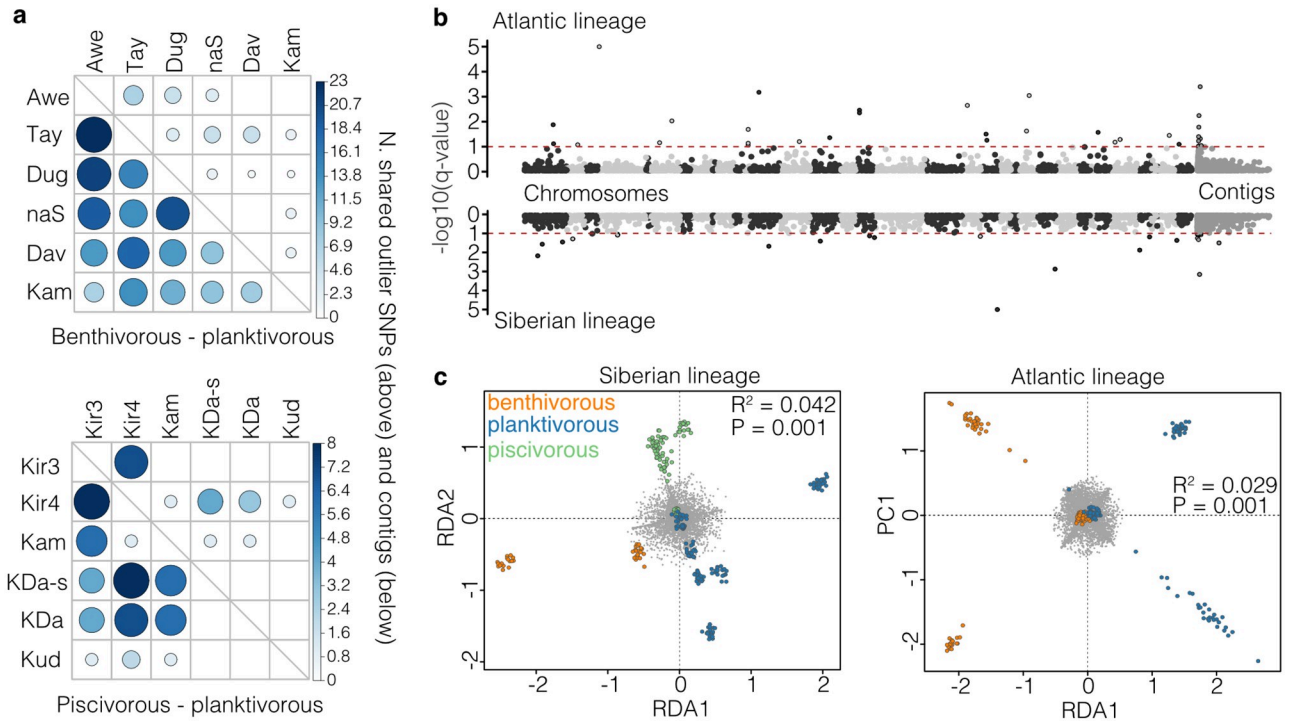 a
Awe Tay Dug naS Dav Kam
Awe
Tay
Dug
naS
Dav
Kam
23
20.7
18.4
16.1
13.8
11.5
9.2
6.9
4.6
2.3
0
Benthivorous - planktivorous
N. shared outlier SNPs (above) and contigs (below)
Kir3 Kir4 Kam KDa-s KDa Kud
Kir3
Kir4
Kam
KDa-s
KDa
Kud
8
7.2
6.4
5.6
4.8
4
3.2
2.4
1.6
0.8
0
Piscivorous - planktivorous
b
Atlantic lineage
5
4
3
2
1
0
-log10(q-value)
Chromosomes Contigs
0
1
2
3
4
5
Siberian lineage
c
Siberian lineage
benthivorous
planktivorous
piscivorous
R² = 0.042
P = 0.001
RDA2
1
0
-1
-2
-2 -1 0 1 2
RDA1
Atlantic lineage
R² = 0.029
P = 0.001
PC1
1
0
-1
-2
-2 -1 0 1 2
RDA1